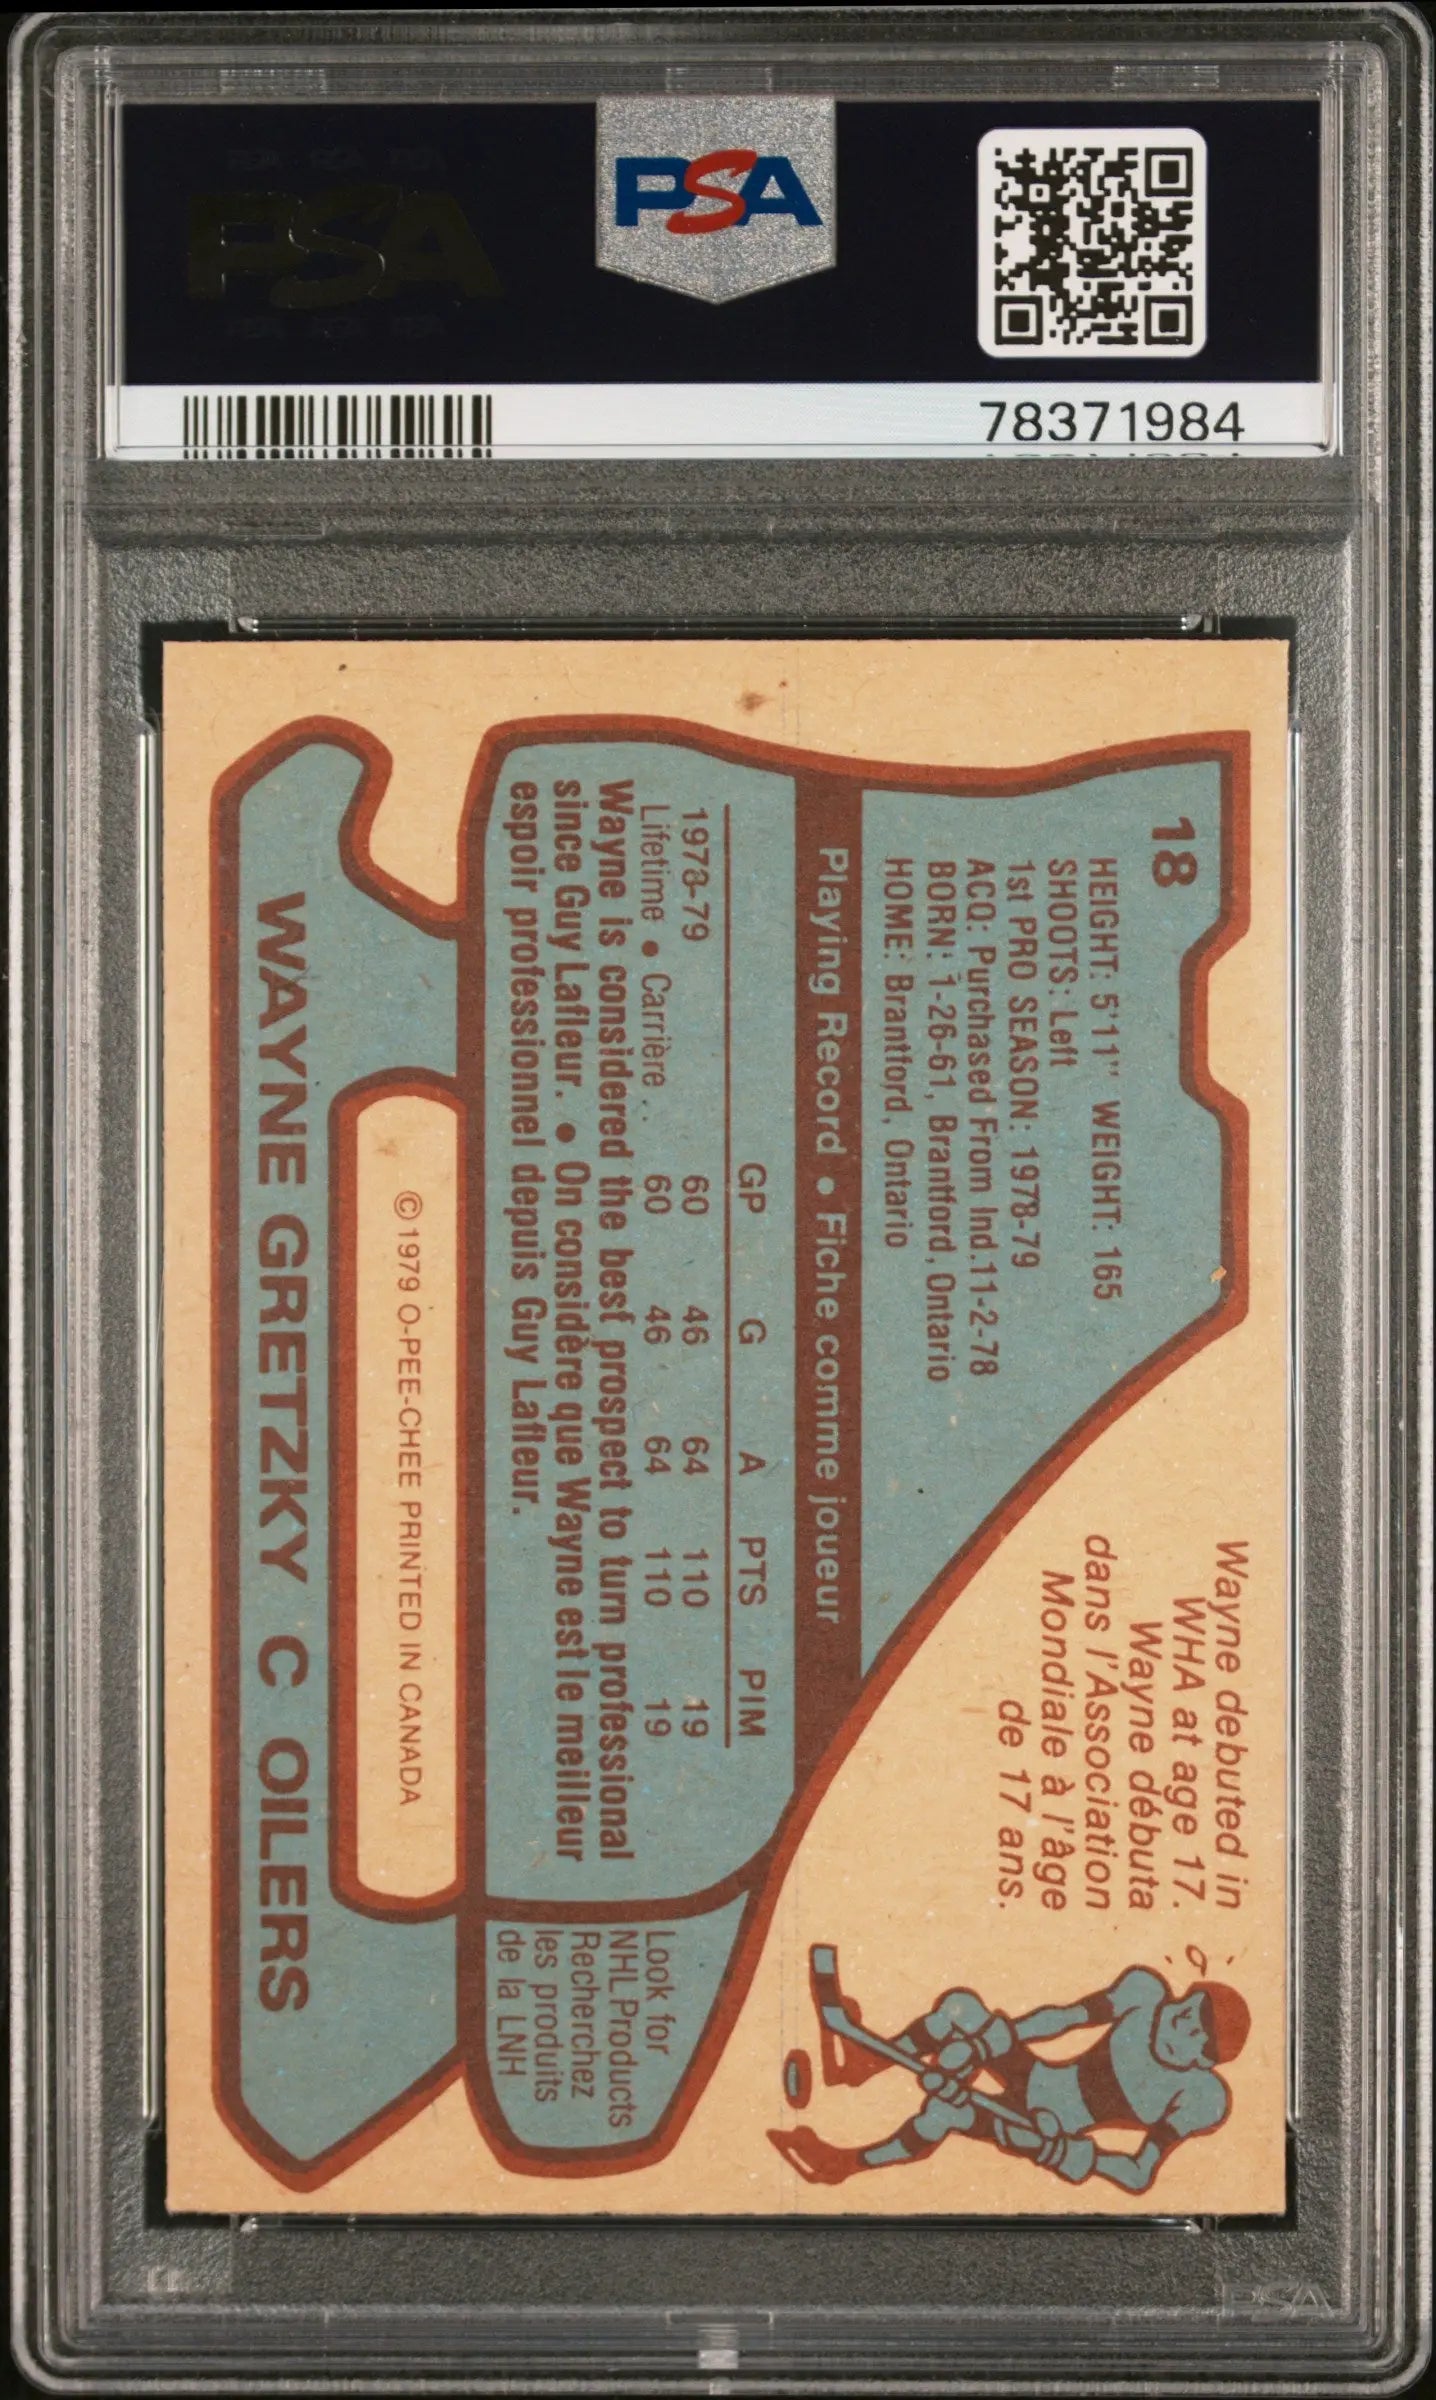 PSA
PSA
78371984
18
HEIGHT: 5'11" WEIGHT: 165
SHOOTS: Left
1st PRO SEASON: 1978-79
ACQ: Purchased From Ind.11-2-78
BORN: 1-26-61, Brantford, Ontario
HOME: Brantford, Ontario
Wayne debuted in
WHA at age 17.
Wayne débuta
dans l'Association
Mondiale à l'âge
de 17 ans.
Playing Record • Fiche comme joueur
GP G A PTS PIM
1978-79 60 46 64 110 19
Lifetime • Carrière . . 60 46 64 110 19
Wayne is considered the best prospect to turn professional
since Guy Lafleur. • On considère que Wayne est le meilleur
espoir professionnel depuis Guy Lafleur.
Look for
NHL Products
Recherchez
les produits
de la LNH
© 1979 O-PEE-CHEE PRINTED IN CANADA
WAYNE GRETZKY C OILERS
PSA